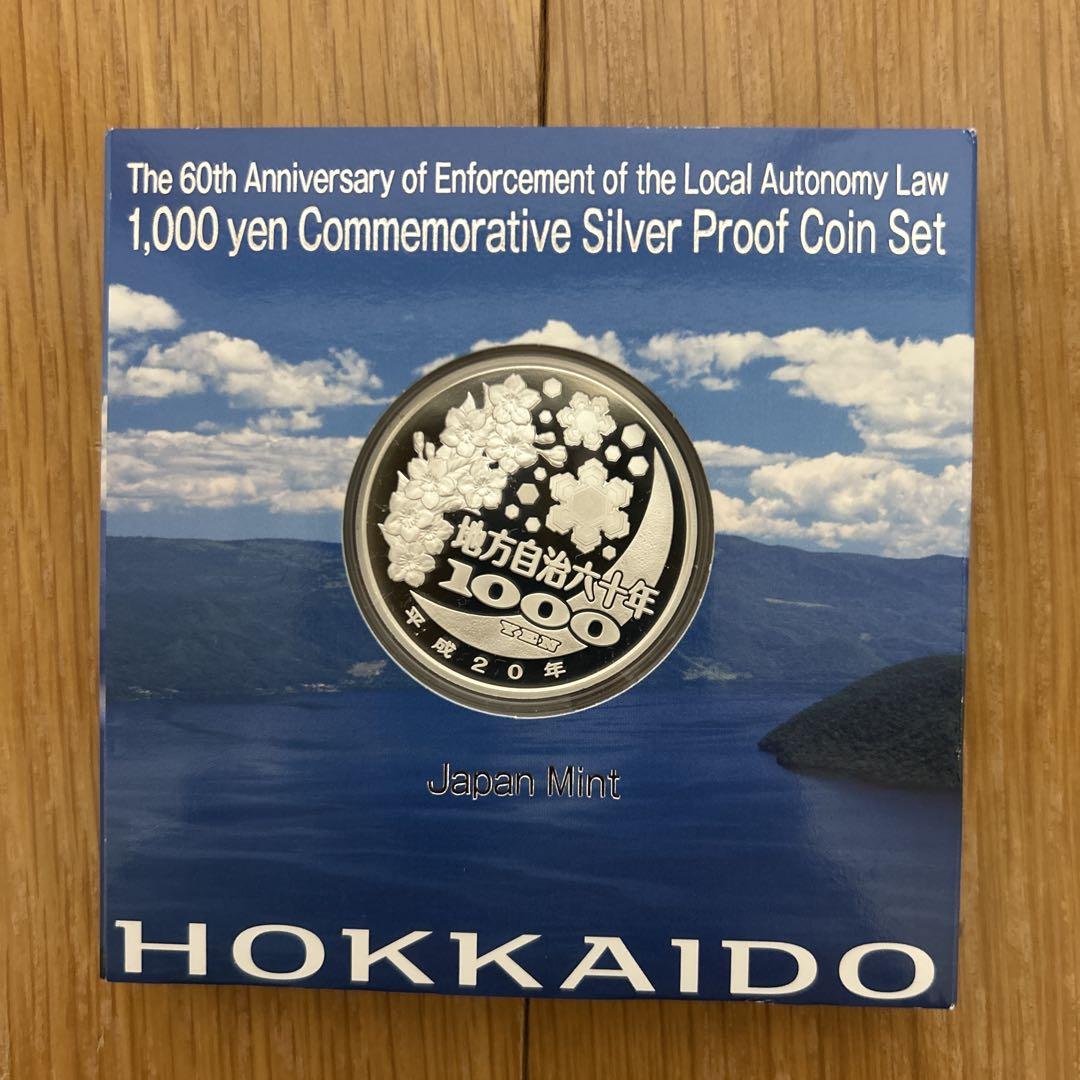 The 60th Anniversary of Enforcement of the Local Autonomy Law
1,000 yen Commemorative Silver Proof Coin Set
地方自治六十年
1000
YEN
平成20年
Japan Mint
HOKKAIDO